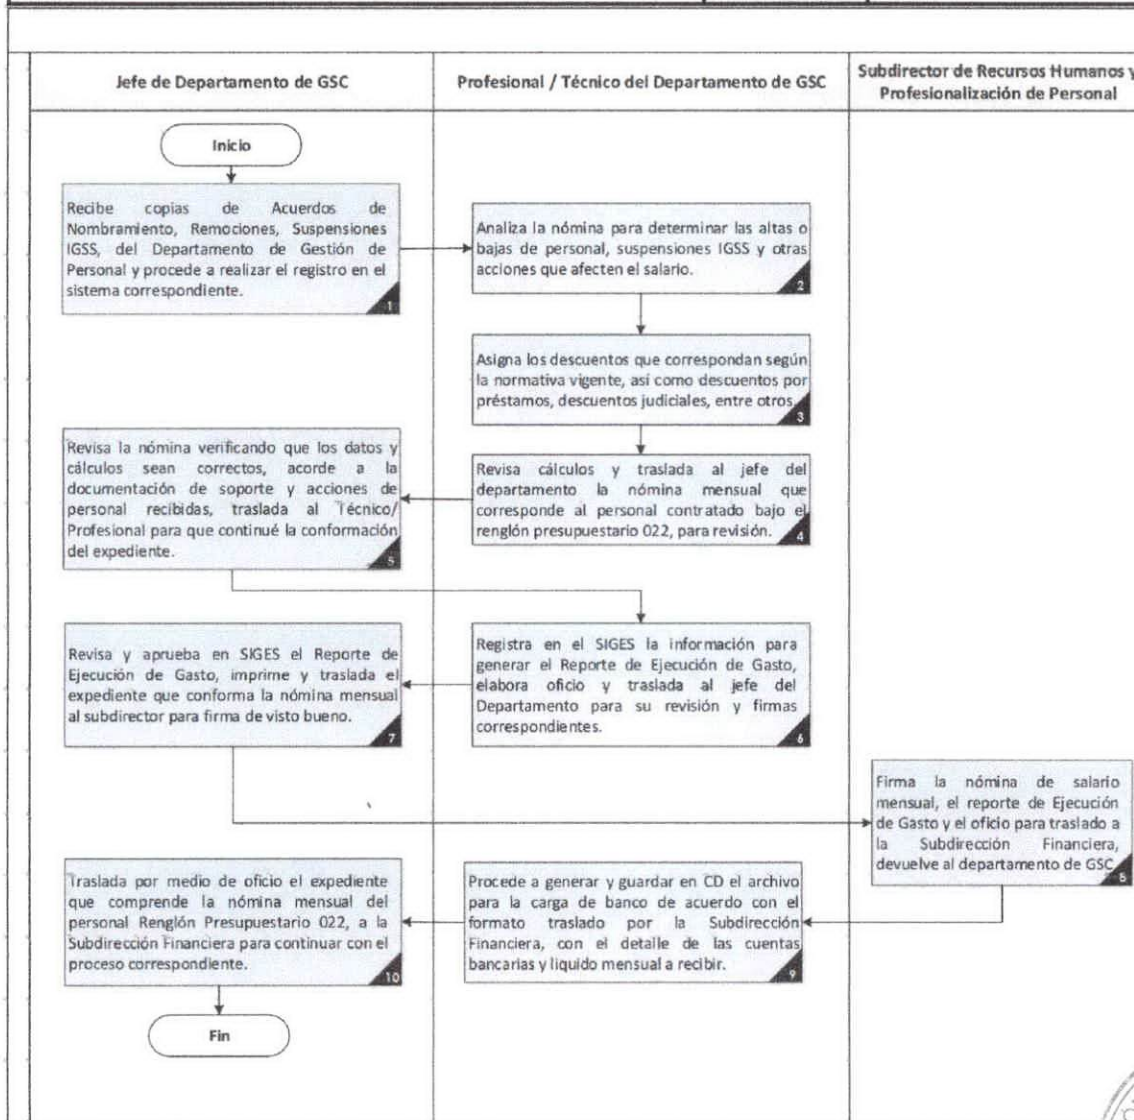 Jefe de Departamento de GSC
Profesional / Técnico del Departamento de GSC
Subdirector de Recursos Humanos y
Profesionalización de Personal
Inicio
Recibe copias de Acuerdos de
Nombramiento, Remociones, Suspensiones
IGSS, del Departamento de Gestión de
Personal y procede a realizar el registro en el
sistema correspondiente.
1
Analiza la nómina para determinar las altas o
bajas de personal, suspensiones IGSS y otras
acciones que afecten el salario.
2
Asigna los descuentos que correspondan según
la normativa vigente, así como descuentos por
préstamos, descuentos judiciales, entre otros.
3
Revisa cálculos y traslada al jefe del
departamento la nómina mensual que
corresponde al personal contratado bajo el
renglón presupuestario 022, para revisión.
4
Revisa la nómina verificando que los datos y
cálculos sean correctos, acorde a la
documentación de soporte y acciones de
personal recibidas, traslada al Técnico/
Profesional para que continué la conformación
del expediente.
5
Registra en el SIGES la información para
generar el Reporte de Ejecución de Gasto,
elabora oficio y traslada al jefe del
Departamento para su revisión y firmas
correspondientes.
6
Revisa y aprueba en SIGES el Reporte de
Ejecución de Gasto, imprime y traslada el
expediente que conforma la nómina mensual
al subdirector para firma de visto bueno.
7
Firma la nómina de salario
mensual, el reporte de Ejecución
de Gasto y el oficio para traslado a
la Subdirección Financiera,
devuelve al departamento de GSC
8
Procede a generar y guardar en CD el archivo
para la carga de banco de acuerdo con el
formato traslado por la Subdirección
Financiera, con el detalle de las cuentas
bancarias y liquido mensual a recibir.
9
Traslada por medio de oficio el expediente
que comprende la nómina mensual del
personal Renglón Presupuestario 022, a la
Subdirección Financiera para continuar con el
proceso correspondiente.
10
Fin